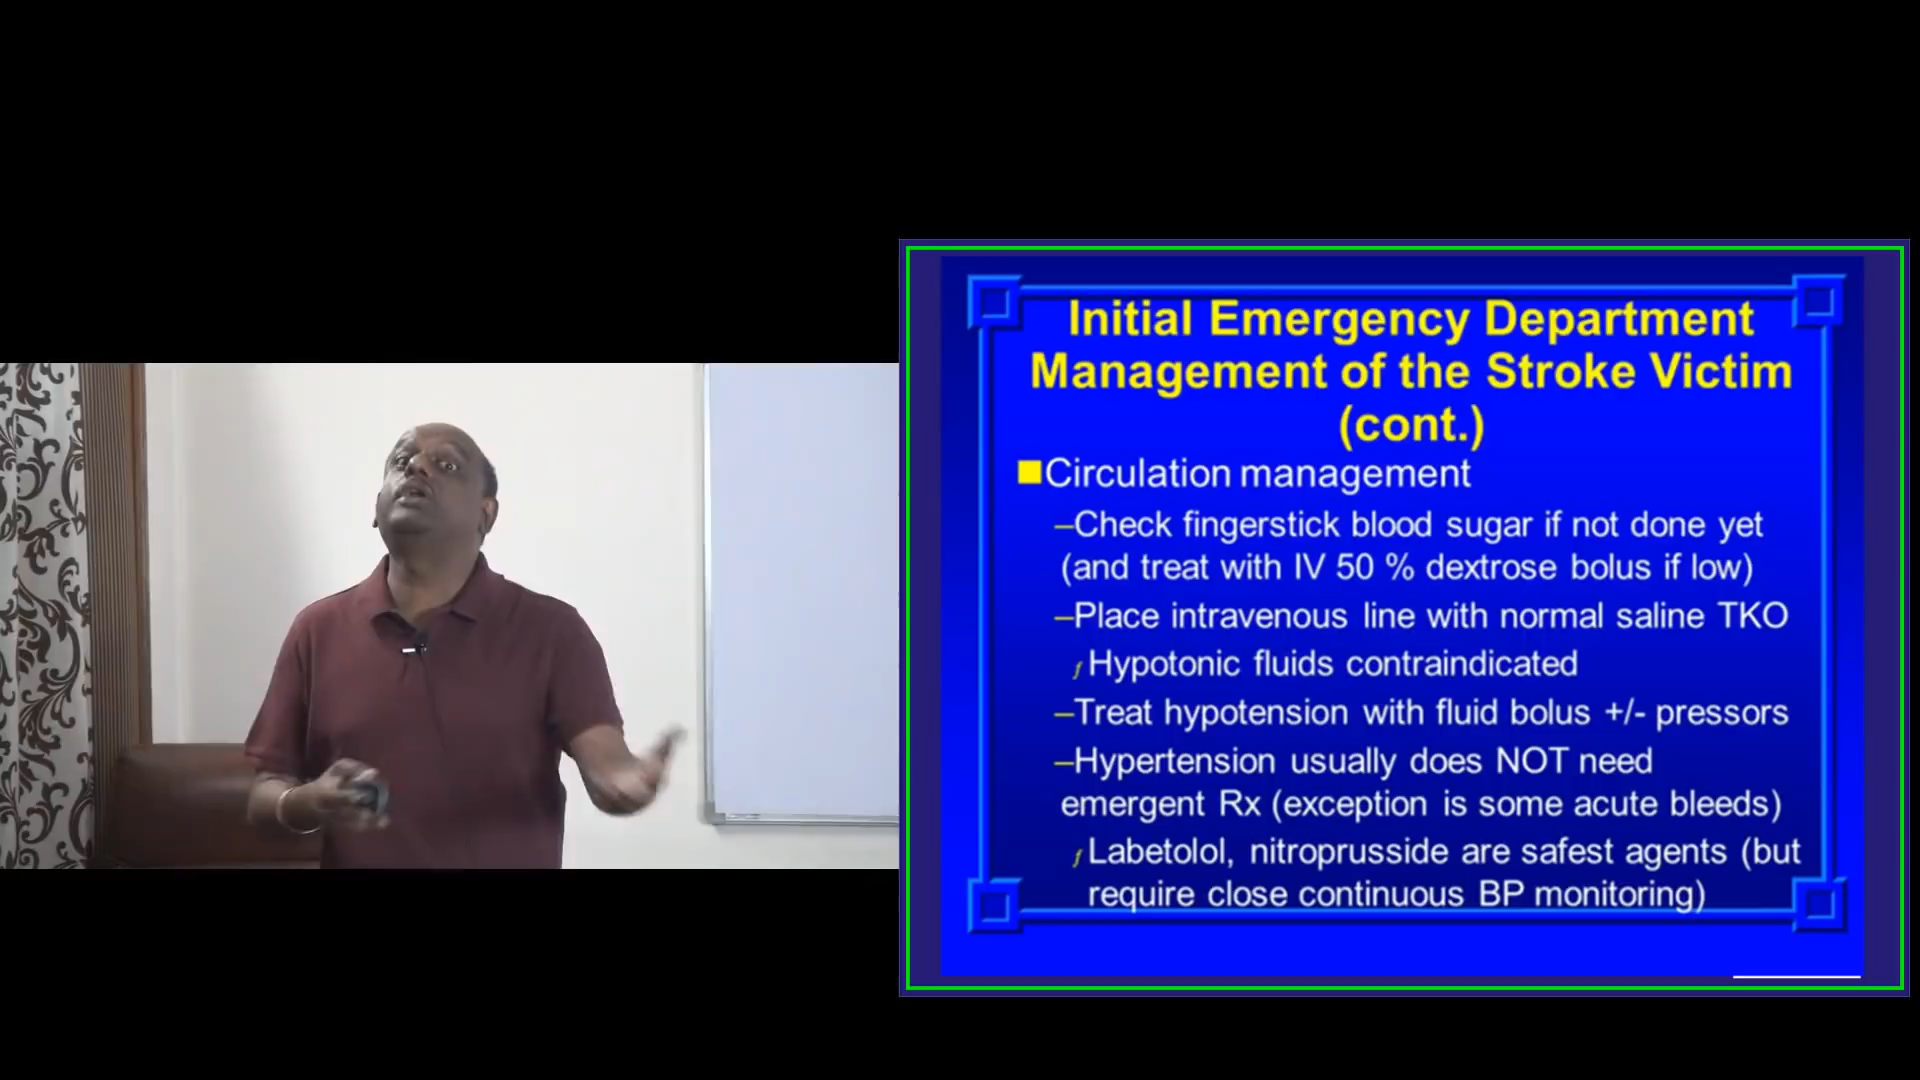 Initial Emergency Department
Management of the Stroke Victim
(cont.)
Circulation management
–Check fingerstick blood sugar if not done yet
(and treat with IV 50 % dextrose bolus if low)
–Place intravenous line with normal saline TKO
ƒ Hypotonic fluids contraindicated
–Treat hypotension with fluid bolus +/- pressors
–Hypertension usually does NOT need
emergent Rx (exception is some acute bleeds)
ƒ Labetolol, nitroprusside are safest agents (but
require close continuous BP monitoring)